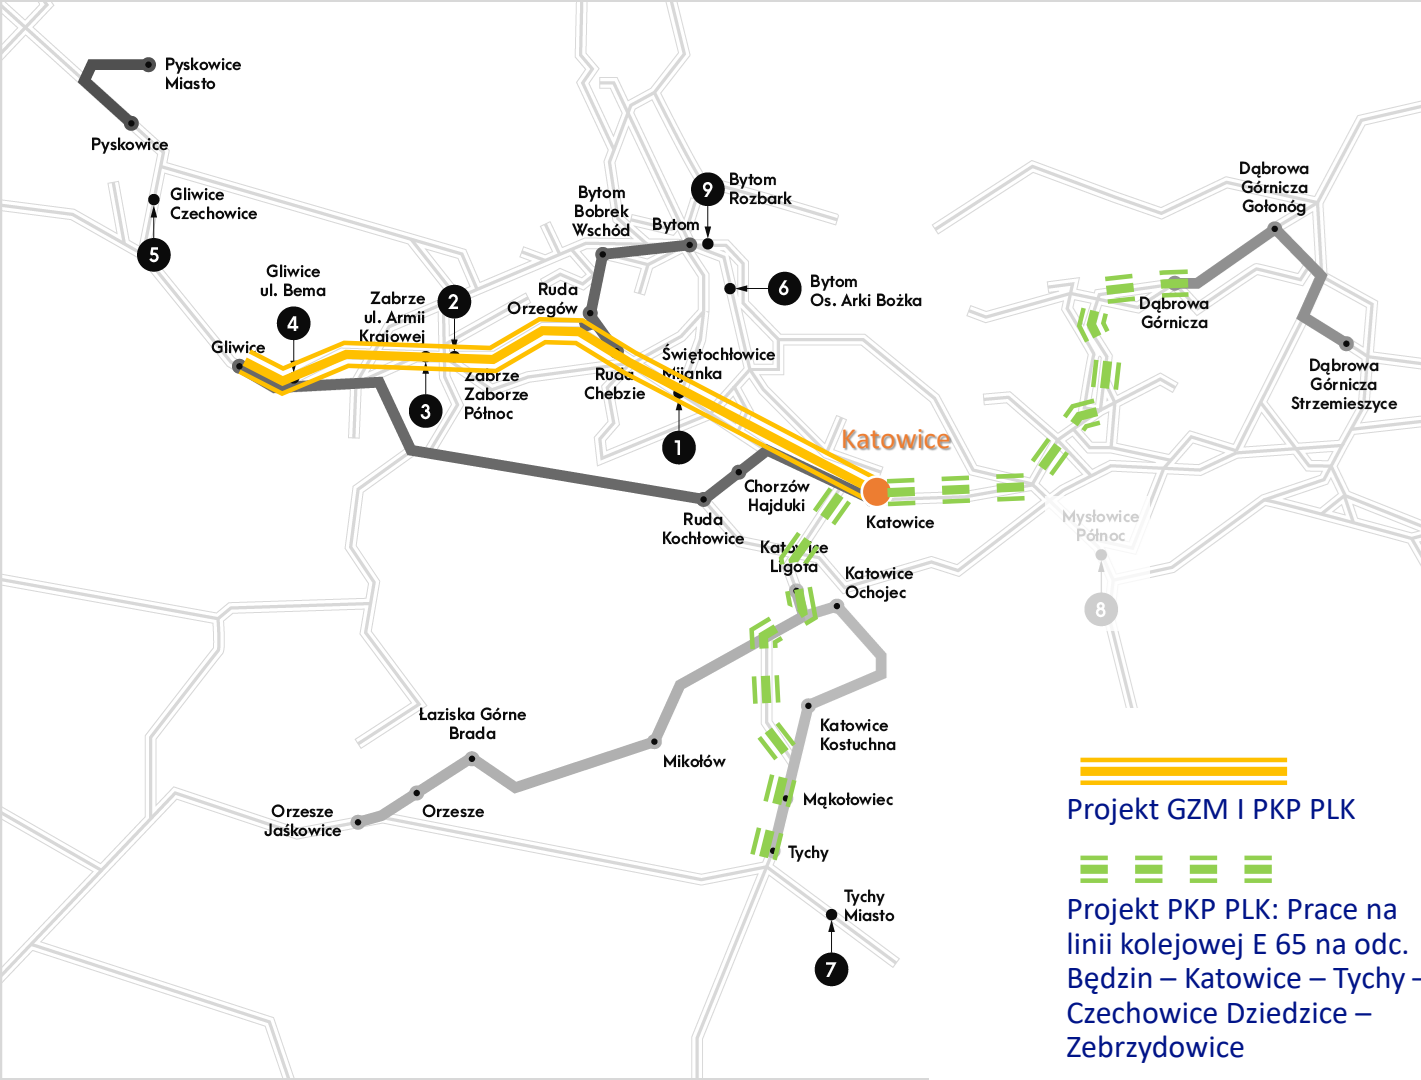 Pyskowice
Miasto
Pyskowice
Gliwice
Czechowice
5
Gliwice
ul. Bema
4
Gliwice
Zabrze
ul. Armii
Krajowej
2
3
Zabrze
Zaborze
Północ
Ruda
Orzegów
Bytom
Bobrek
Wschód
Bytom
9
Bytom
Rozbark
6
Bytom
Os. Arki Bożka
Ruda
Chebzie
Świętochłowice
Mijanka
1
Katowice
Katowice
Chorzów
Hajduki
Ruda
Kochłowice
Katowice
Ligota
Katowice
Ochojec
Dąbrowa
Górnicza
Gołonóg
Dąbrowa
Górnicza
Dąbrowa
Górnicza
Strzemieszyce
Mysłowice
Północ
8
Łaziska Górne
Brada
Mikołów
Katowice
Kostuchna
Orzesze
Jaśkowice
Orzesze
Mąkołowiec
Tychy
Tychy
Miasto
7
Projekt GZM I PKP PLK
Projekt PKP PLK: Prace na
linii kolejowej E 65 na odc.
Będzin – Katowice – Tychy –
Czechowice Dziedzice –
Zebrzydowice